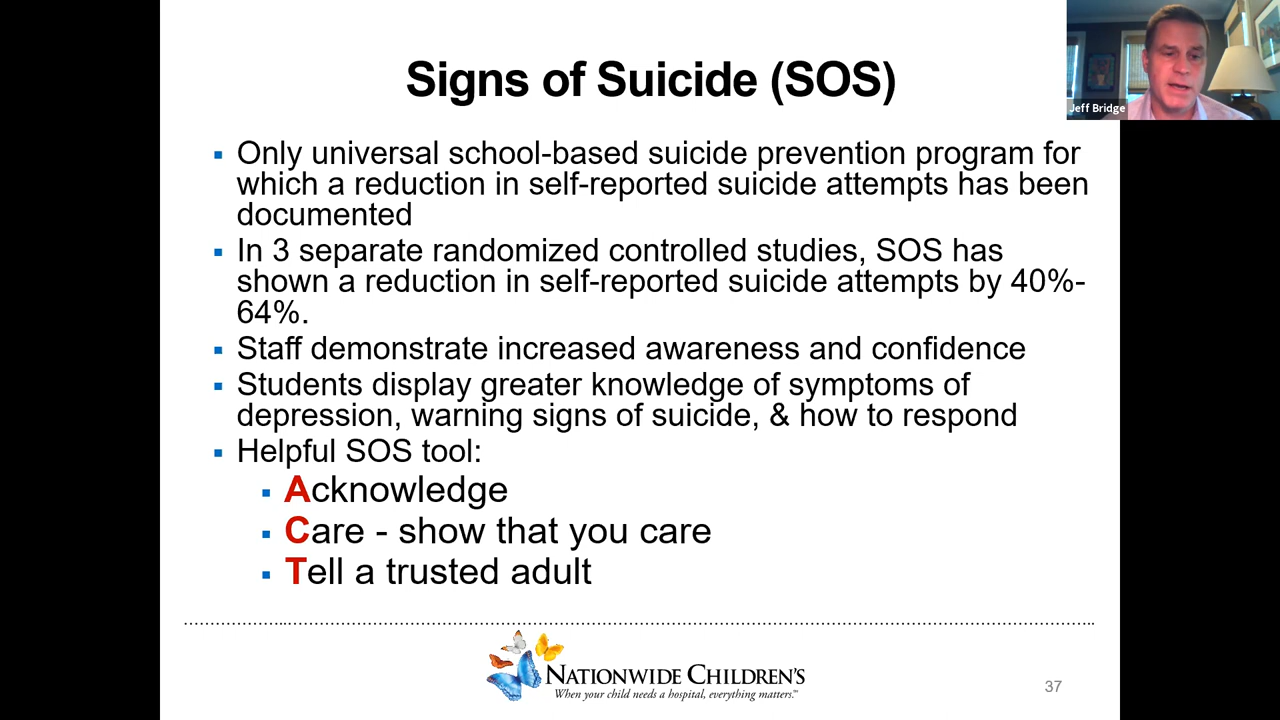 Signs of Suicide (SOS)
Jeff Bridge
▪ Only universal school-based suicide prevention program for
which a reduction in self-reported suicide attempts has been
documented
▪ In 3 separate randomized controlled studies, SOS has
shown a reduction in self-reported suicide attempts by 40%-
64%.
▪ Staff demonstrate increased awareness and confidence
▪ Students display greater knowledge of symptoms of
depression, warning signs of suicide, & how to respond
▪ Helpful SOS tool:
▪ Acknowledge
▪ Care - show that you care
▪ Tell a trusted adult
NATIONWIDE CHILDREN'S
When your child needs a hospital, everything matters.℠
37